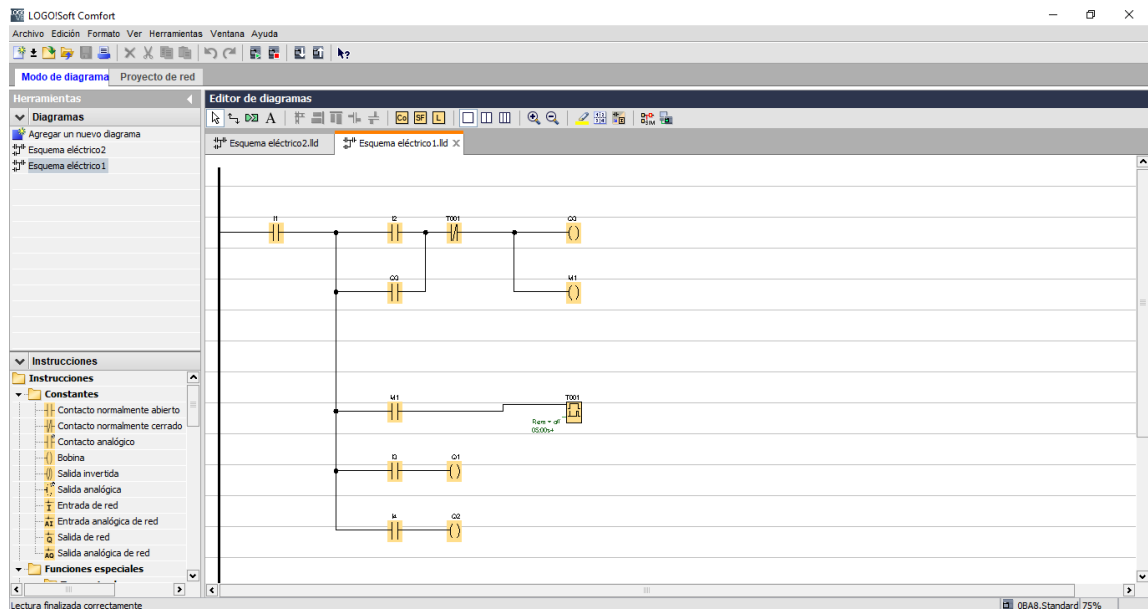 LOGO!Soft Comfort
Archivo Edición Formato Ver Herramientas Ventana Ayuda
Modo de diagrama Proyecto de red
Herramientas
Editor de diagramas
Diagramas
Agregar un nuevo diagrama
Esquema eléctrico2
Esquema eléctrico1
Esquema eléctrico2.lld
Esquema eléctrico1.lld
I1 I2 T001 Q3
Q3 M1
M1 T001
Rem = off
05:00s+
I3 Q1
I4 Q2
Instrucciones
Instrucciones
Constantes
Contacto normalmente abierto
Contacto normalmente cerrado
Contacto analógico
Bobina
Salida invertida
Salida analógica
Entrada de red
Entrada analógica de red
Salida de red
Salida analógica de red
Funciones especiales
Lectura finalizada correctamente
0BA8.Standard 75%